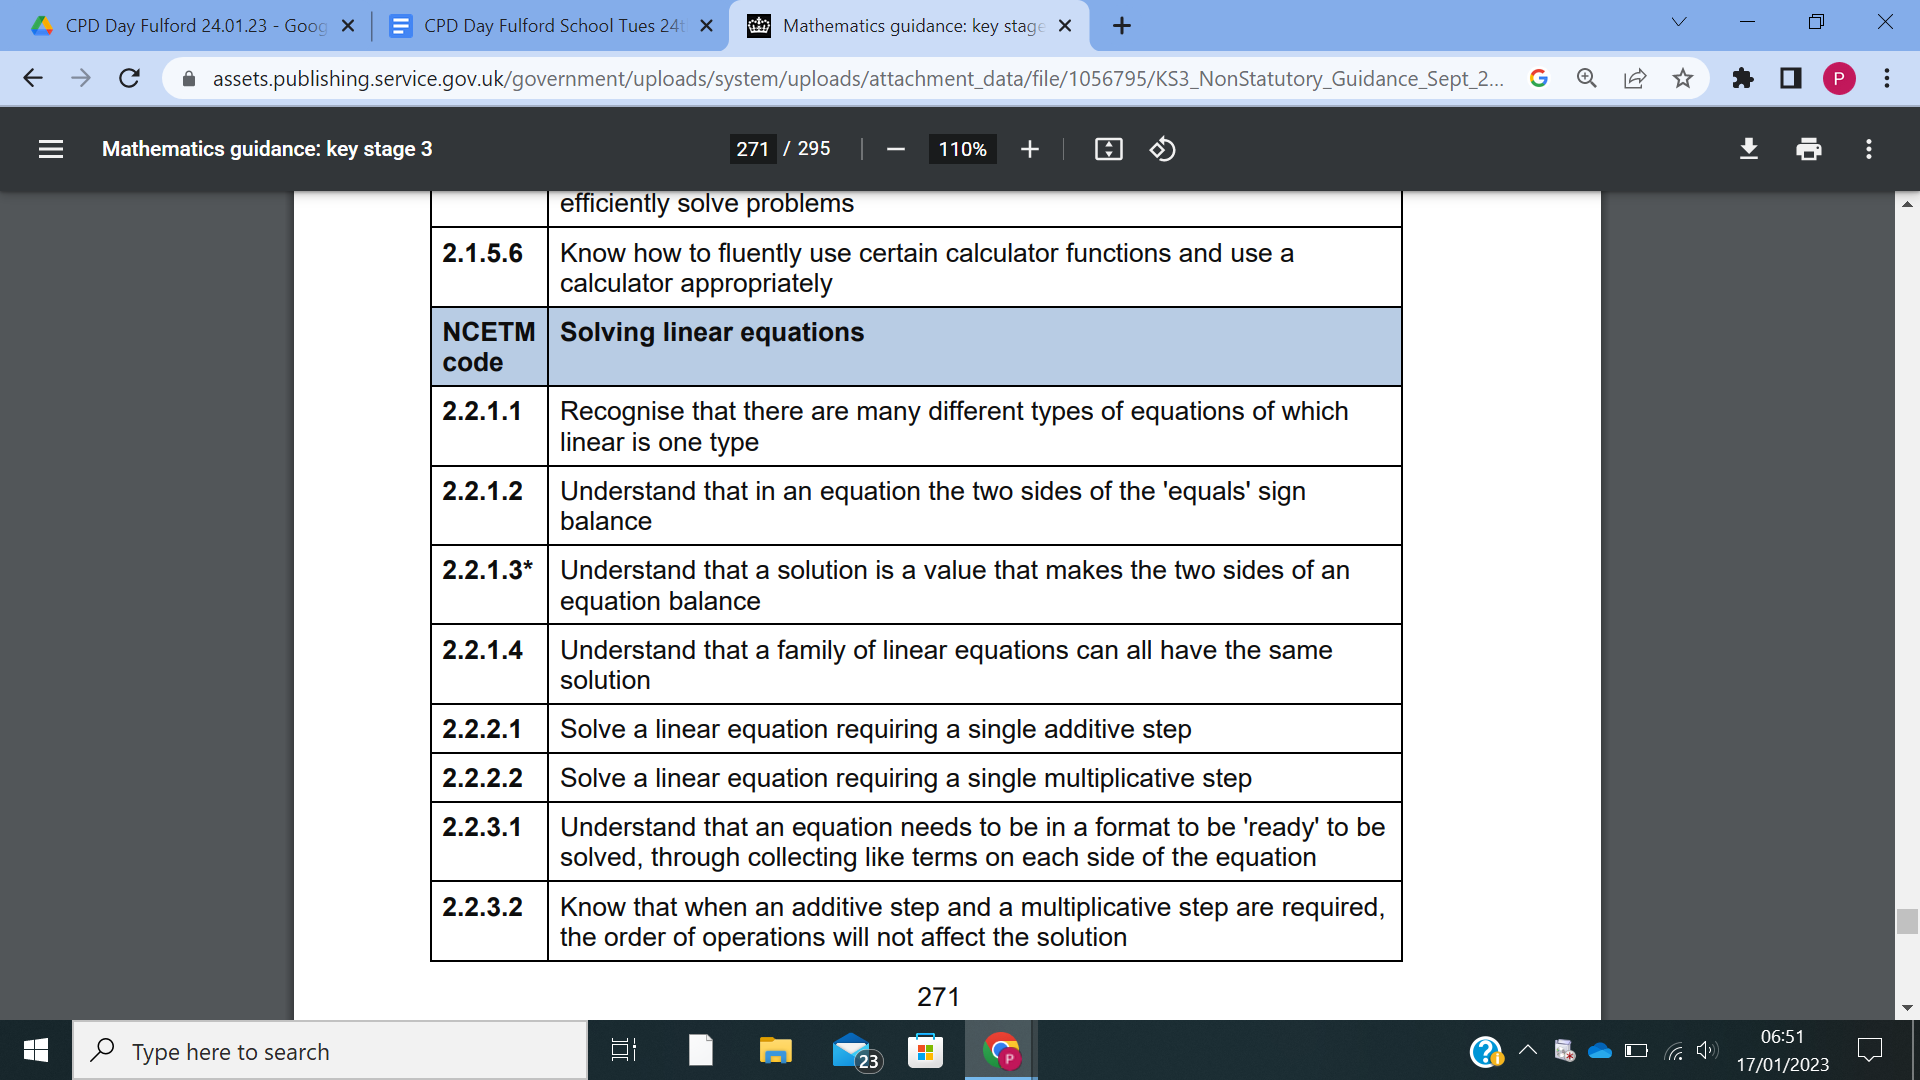 CPD Day Fulford 24.01.23 - Goog
CPD Day Fulford School Tues 24t
Mathematics guidance: key stage
assets.publishing.service.gov.uk/government/uploads/system/uploads/attachment_data/file/1056795/KS3_NonStatutory_Guidance_Sept_2...
P
Mathematics guidance: key stage 3
271 / 295
110%
efficiently solve problems
2.1.5.6 Know how to fluently use certain calculator functions and use a
calculator appropriately
NCETM Solving linear equations
code
2.2.1.1 Recognise that there are many different types of equations of which
linear is one type
2.2.1.2 Understand that in an equation the two sides of the 'equals' sign
balance
2.2.1.3* Understand that a solution is a value that makes the two sides of an
equation balance
2.2.1.4 Understand that a family of linear equations can all have the same
solution
2.2.2.1 Solve a linear equation requiring a single additive step
2.2.2.2 Solve a linear equation requiring a single multiplicative step
2.2.3.1 Understand that an equation needs to be in a format to be 'ready' to be
solved, through collecting like terms on each side of the equation
2.2.3.2 Know that when an additive step and a multiplicative step are required,
the order of operations will not affect the solution
271
Type here to search
23
P
06:51
17/01/2023